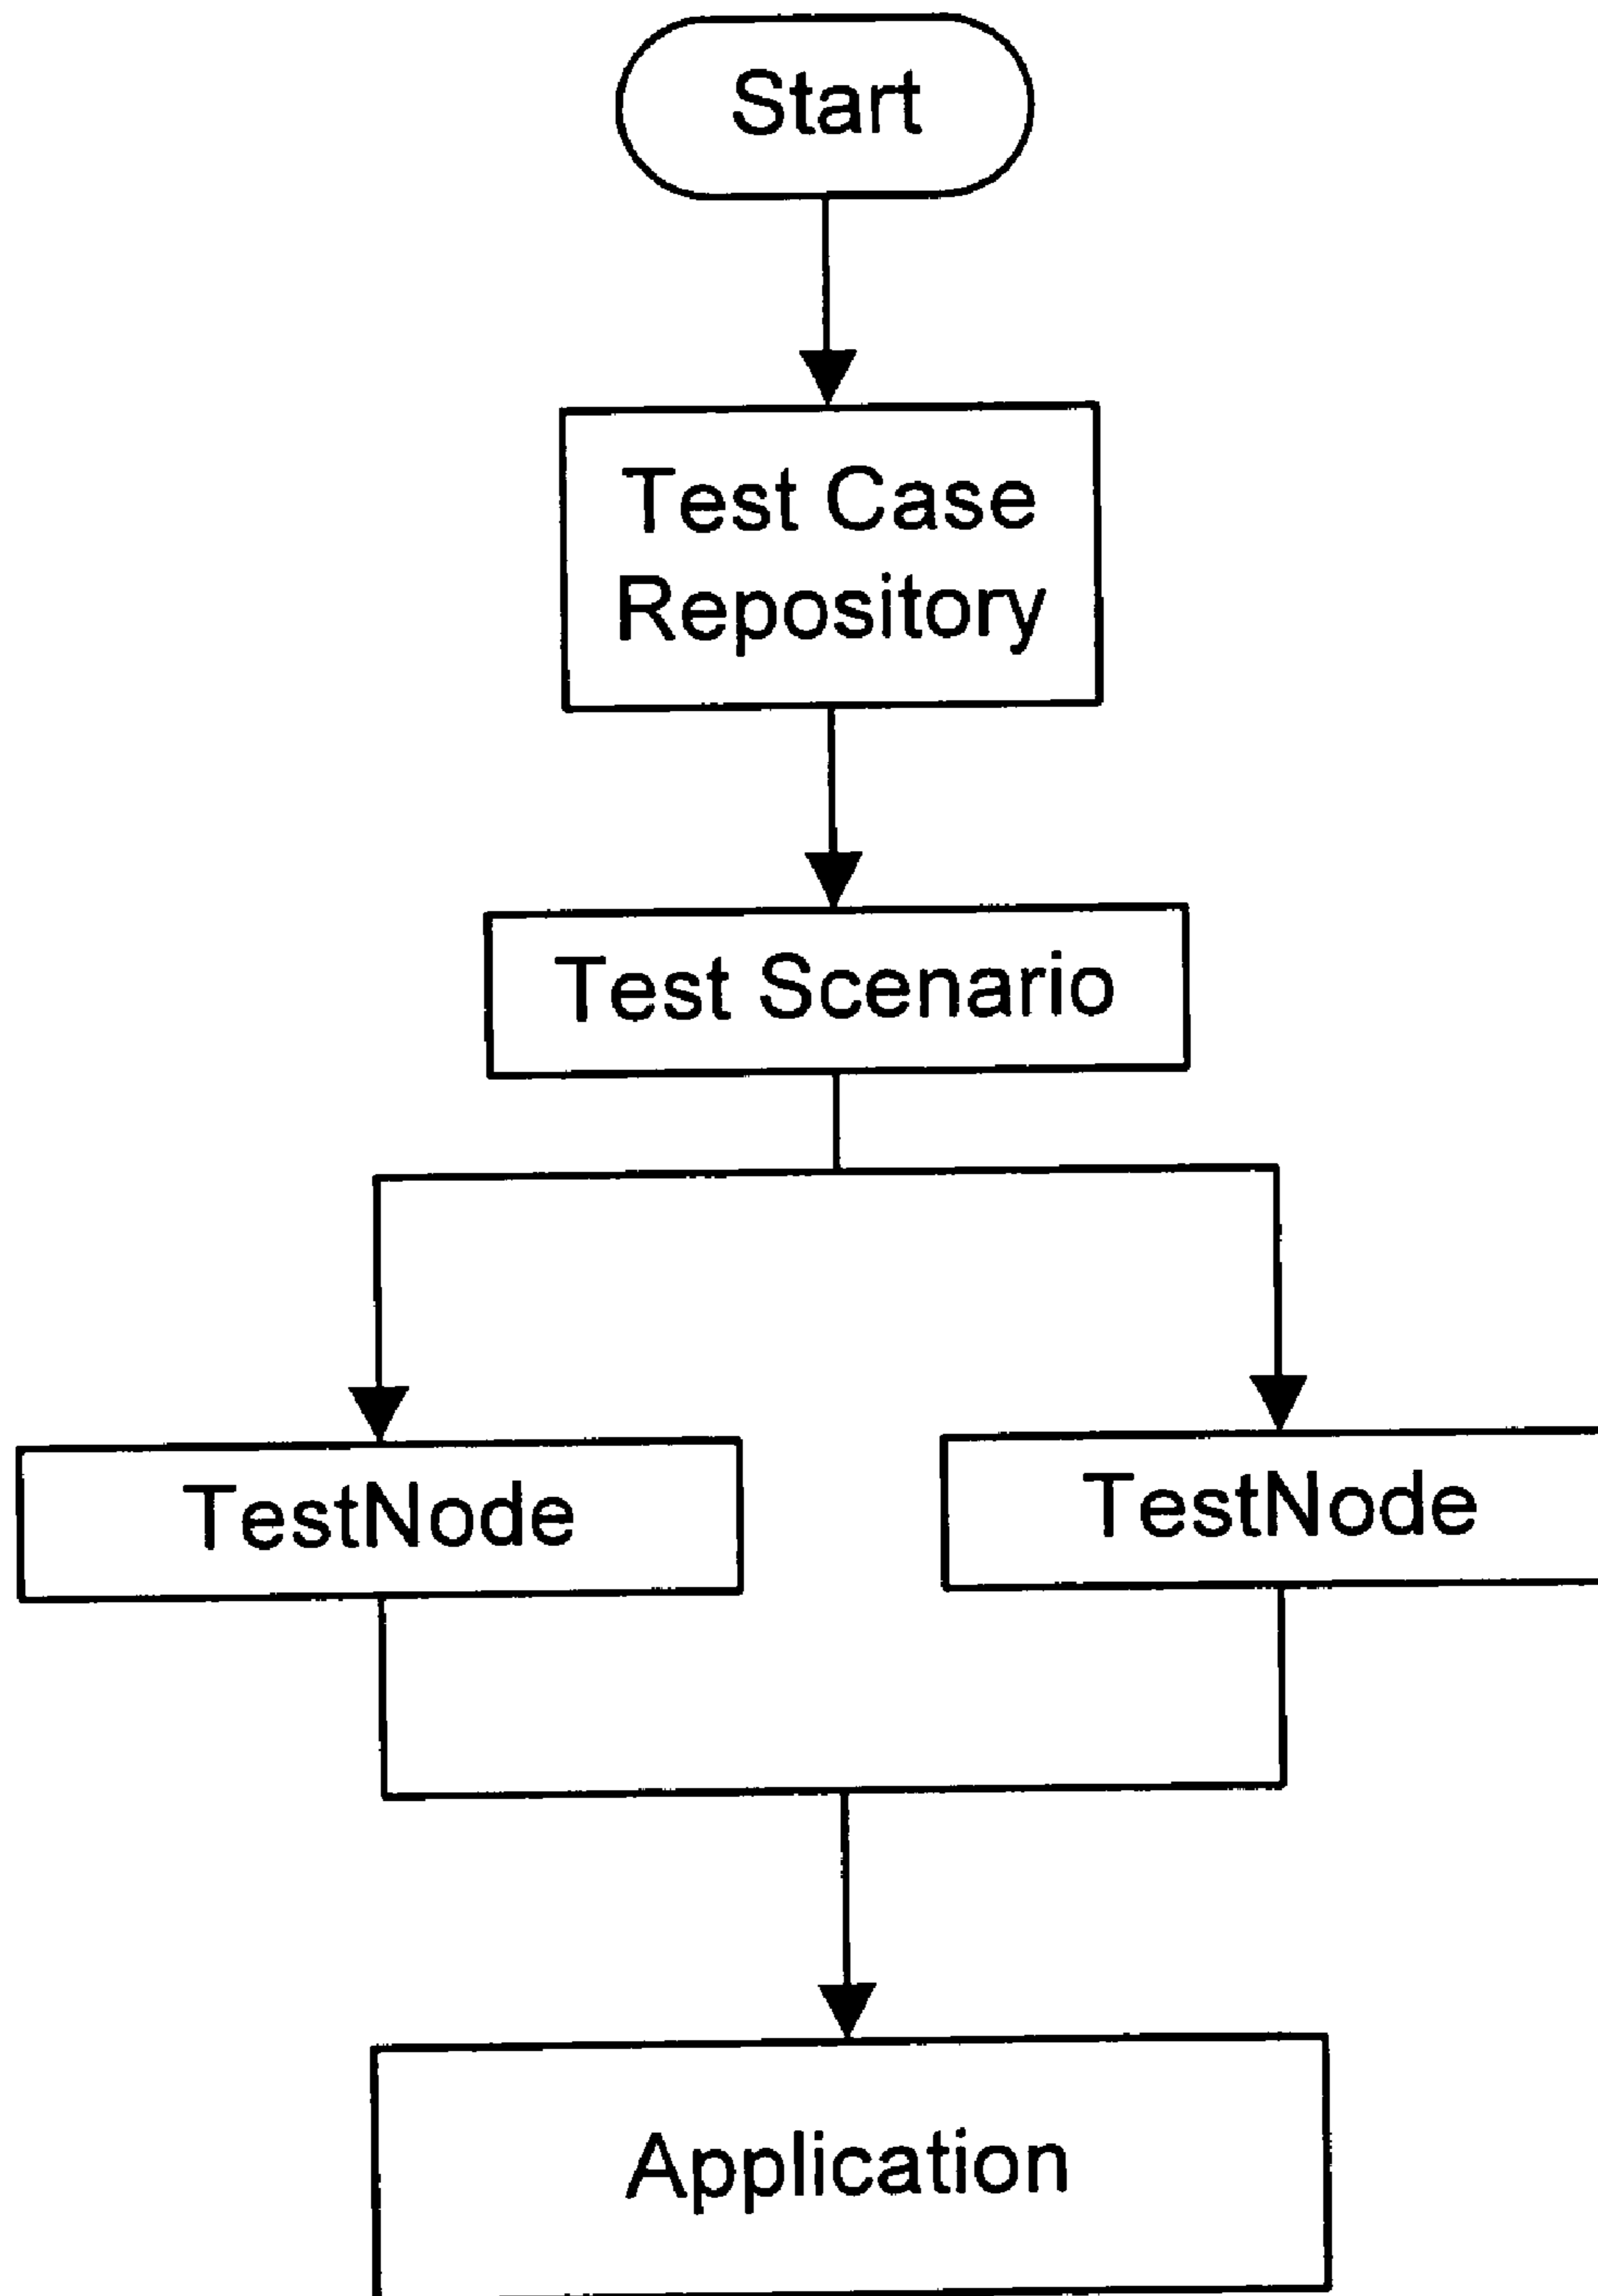 Start
Test Case
Repository
Test Scenario
TestNode
TestNode
Application